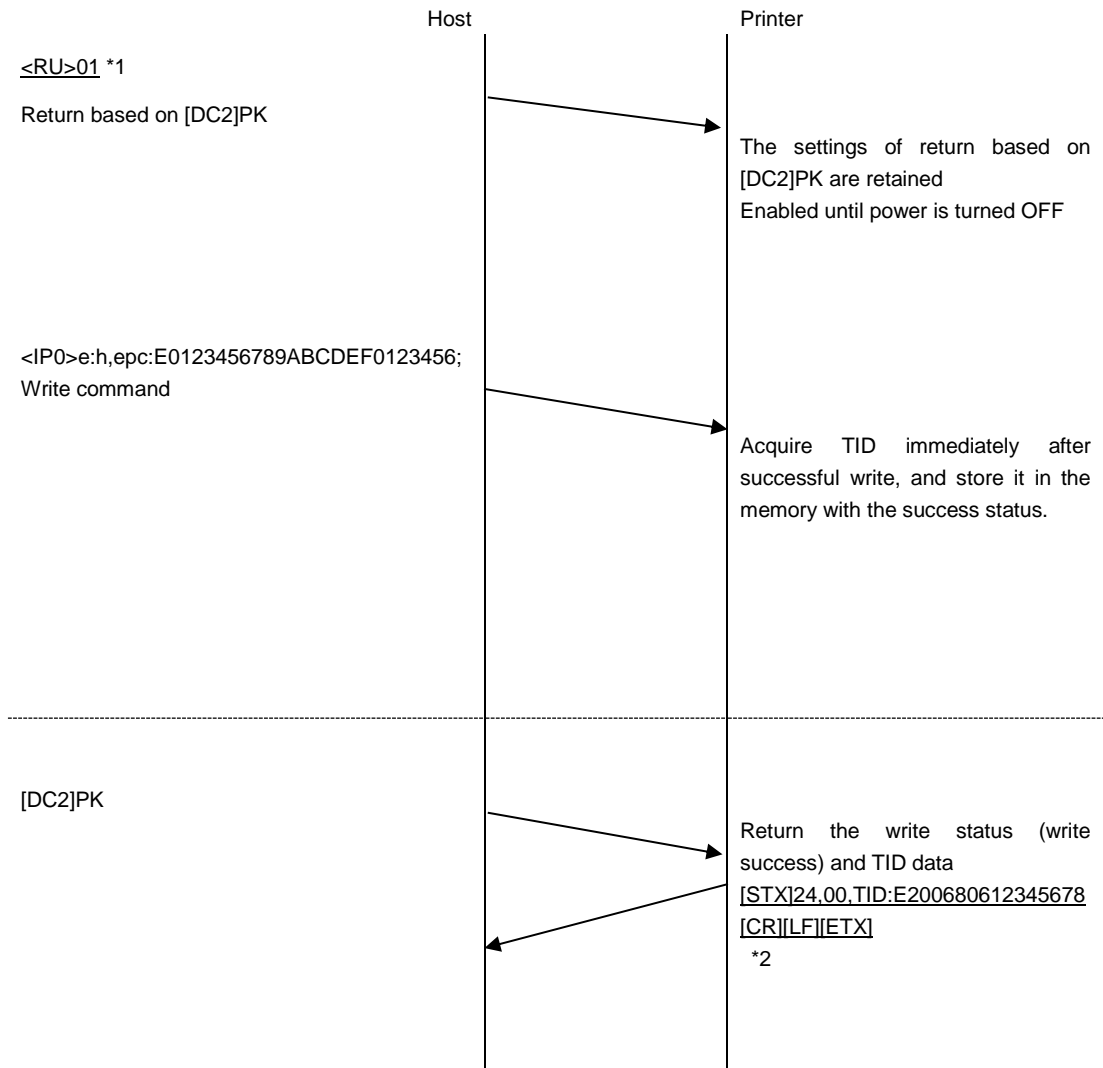 Host Printer
<RU>01 *1
Return based on [DC2]PK
The settings of return based on
[DC2]PK are retained
Enabled until power is turned OFF
<IP0>e:h,epc:E0123456789ABCDEF0123456;
Write command
Acquire TID immediately after
successful write, and store it in the
memory with the success status.
[DC2]PK
Return the write status (write
success) and TID data
[STX]24,00,TID:E200680612345678
[CR][LF][ETX]
*2